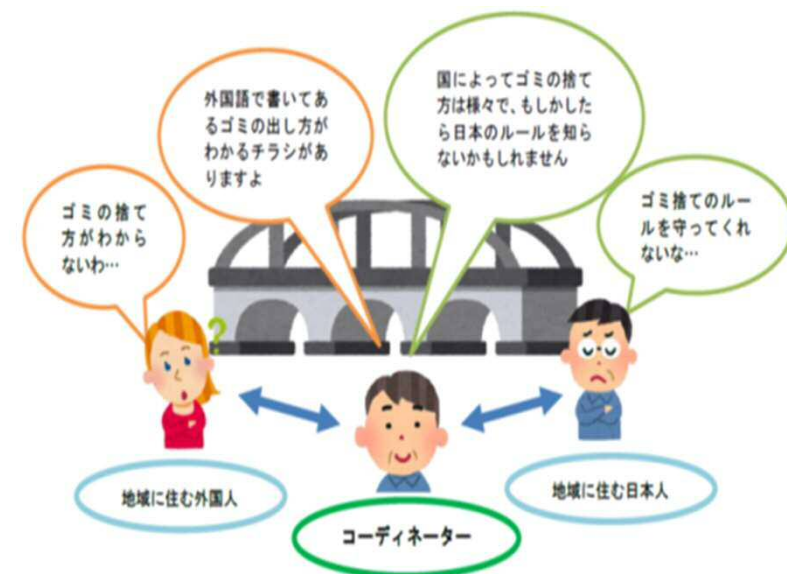 外国語で書いてあ
るゴミの出し方が
わかるチラシがあ
りますよ
国によってゴミの捨て
方は様々で、もしかした
ら日本のルールを知ら
ないかもしれません
ゴミの捨て
方がわから
ないわ…
ゴミ捨てのルー
ルを守ってくれ
ないな…
?
地域に住む外国人
コーディネーター
地域に住む日本人